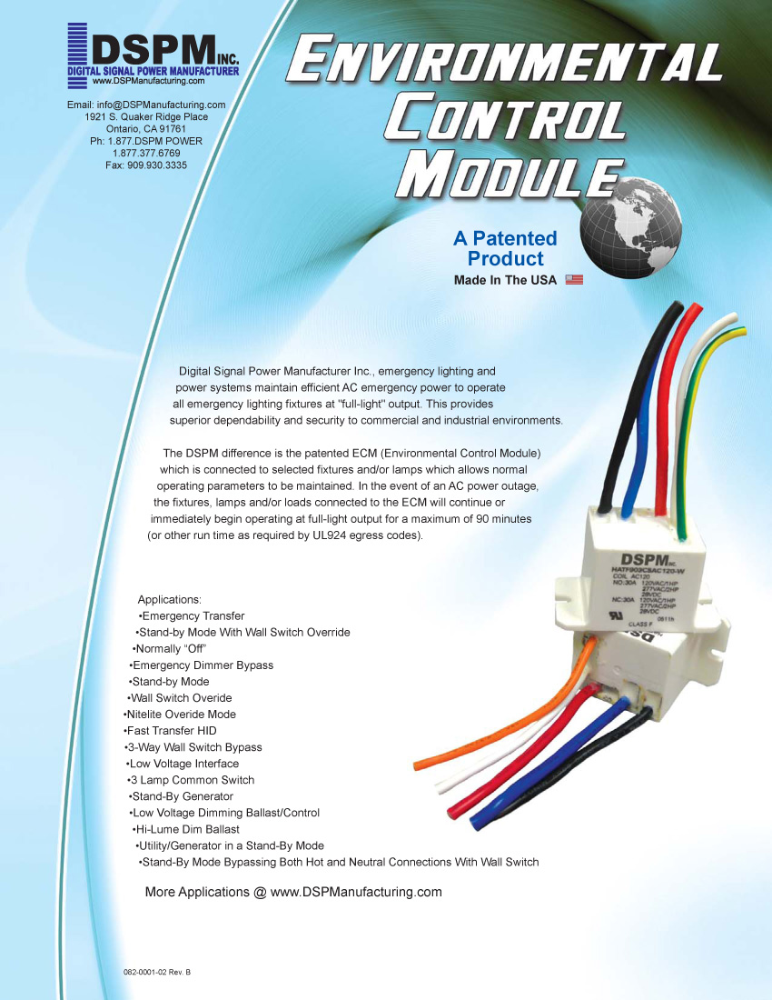 DSPM INC.
DIGITAL SIGNAL POWER MANUFACTURER
www.DSPManufacturing.com
Email: info@DSPManufacturing.com
1921 S. Quaker Ridge Place
Ontario, CA 91761
Ph: 1.877.DSPM POWER
1.877.377.6769
Fax: 909.930.3335
ENVIRONMENTAL
CONTROL
MODULE
A Patented
Product
Made In The USA
Digital Signal Power Manufacturer Inc., emergency lighting and
power systems maintain efficient AC emergency power to operate
all emergency lighting fixtures at "full-light" output. This provides
superior dependability and security to commercial and industrial environments.
The DSPM difference is the patented ECM (Environmental Control Module)
which is connected to selected fixtures and/or lamps which allows normal
operating parameters to be maintained. In the event of an AC power outage,
the fixtures, lamps and/or loads connected to the ECM will continue or
immediately begin operating at full-light output for a maximum of 90 minutes
(or other run time as required by UL924 egress codes).
DSPM INC.
HATF903CSAC120-W
COIL AC120
NO:30A 120VAC/1HP
277VAC/2HP
28VDC
NC:30A 120VAC/1HP
277VAC/2HP
28VDC
0811h
CLASS F
Applications:
•Emergency Transfer
•Stand-by Mode With Wall Switch Override
•Normally “Off”
•Emergency Dimmer Bypass
•Stand-by Mode
•Wall Switch Overide
•Nitelite Overide Mode
•Fast Transfer HID
•3-Way Wall Switch Bypass
•Low Voltage Interface
•3 Lamp Common Switch
•Stand-By Generator
•Low Voltage Dimming Ballast/Control
•Hi-Lume Dim Ballast
•Utility/Generator in a Stand-By Mode
•Stand-By Mode Bypassing Both Hot and Neutral Connections With Wall Switch
More Applications @ www.DSPManufacturing.com
082-0001-02 Rev. B